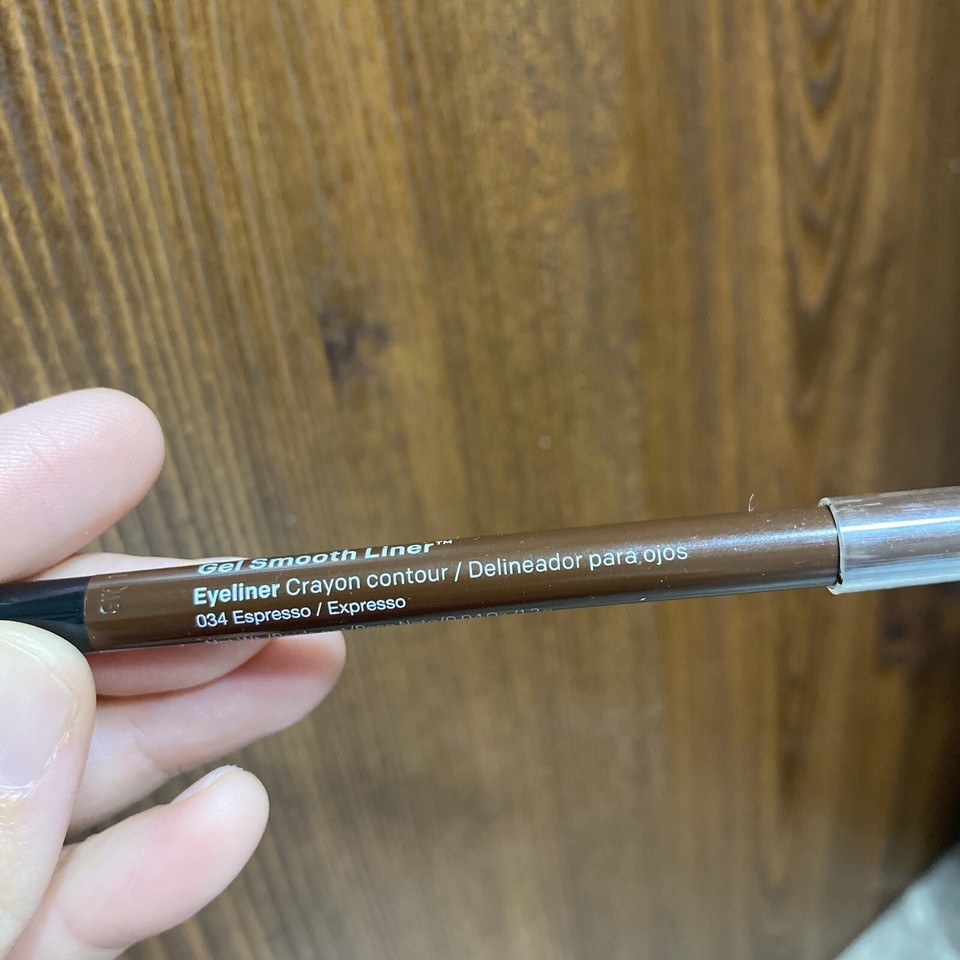 Gel Smooth Liner™
Eyeliner Crayon contour / Delineador para ojos
034 Espresso / Expresso